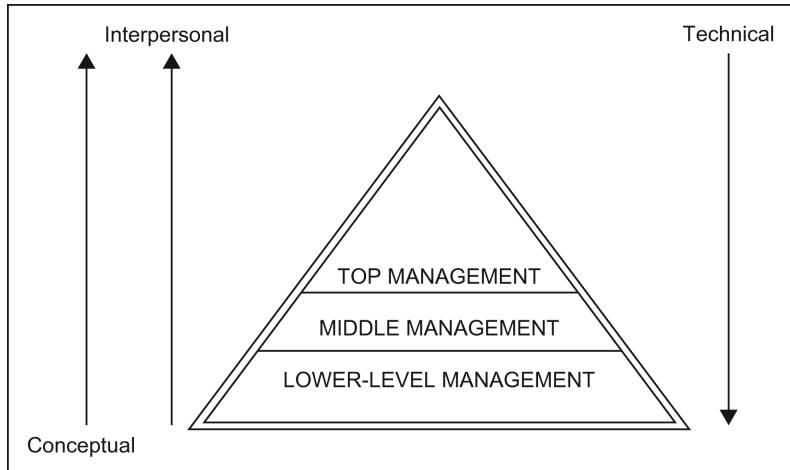 Interpersonal
Technical
TOP MANAGEMENT
MIDDLE MANAGEMENT
LOWER-LEVEL MANAGEMENT
Conceptual